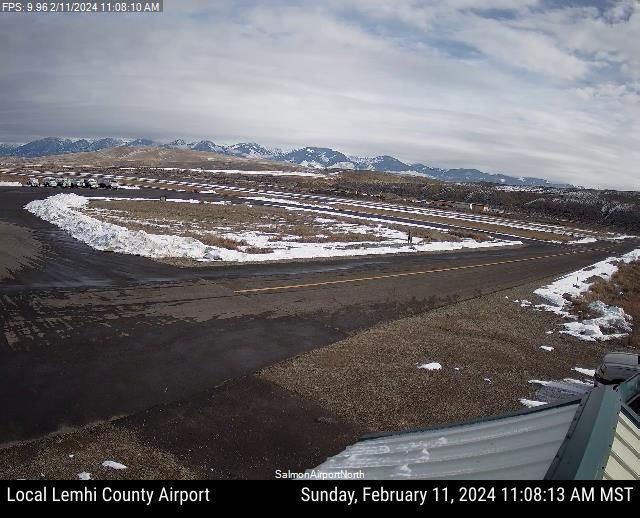 FPS: 9.96 2/11/2024 11:08:10 AM
SalmonAirportNorth
Local Lemhi County Airport Sunday, February 11, 2024 11:08:13 AM MST